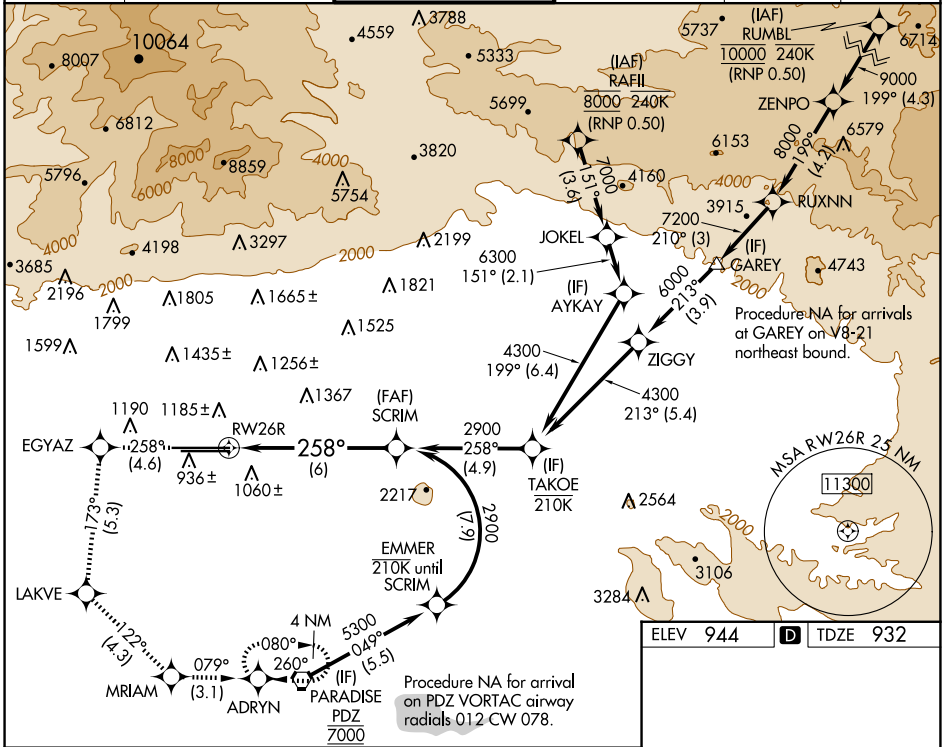 3788
4559
5737
(IAF)
RUMBL
10000 240K
(RNP 0.50)
6714
10064
8007
5333
(IAF)
RAFII
8000 240K
(RNP 0.50)
9000
199° (4.3)
ZENPO
5699
6812
8000
199°
(4.2)
6579
6153
8000
8859
4000
3820
7000
151°
(3.6)
4160
4000
5796
6000
5754
3915
RUXNN
7200
210° (3)
4000
4198
3297
2000
2199
JOKEL
(IF)
GAREY
3685
2000
6300
151° (2.1)
6000
213°
(3.9)
2000
4743
2196
1799
1805
1665±
1821
(IF)
AYKAY
Procedure NA for arrivals
at GAREY on V8-21
northeast bound.
1525
1599
1435±
1256±
4300
199° (6.4)
ZIGGY
1367
4300
213° (5.4)
1190
1185±
RW26R
(FAF)
SCRIM
2900
258°
(4.9)
EGYAZ
258°
(4.6)
258°
(6)
936±
1060±
(IF)
TAKOE
210K
MSA RW26R 25 NM
11300
2217
2564
2000
173°
(5.3)
2900
(7.9)
EMMER
210K until
SCRIM
3106
3284
LAKVE
122°
(4.3)
4 NM
080°
260°
5300
049°
(5.5)
ELEV 944
D
TDZE 932
MRIAM
079°
(3.1)
ADRYN
(IF)
PARADISE
PDZ
7000
Procedure NA for arrival
on PDZ VORTAC airway
radials 012 CW 078.